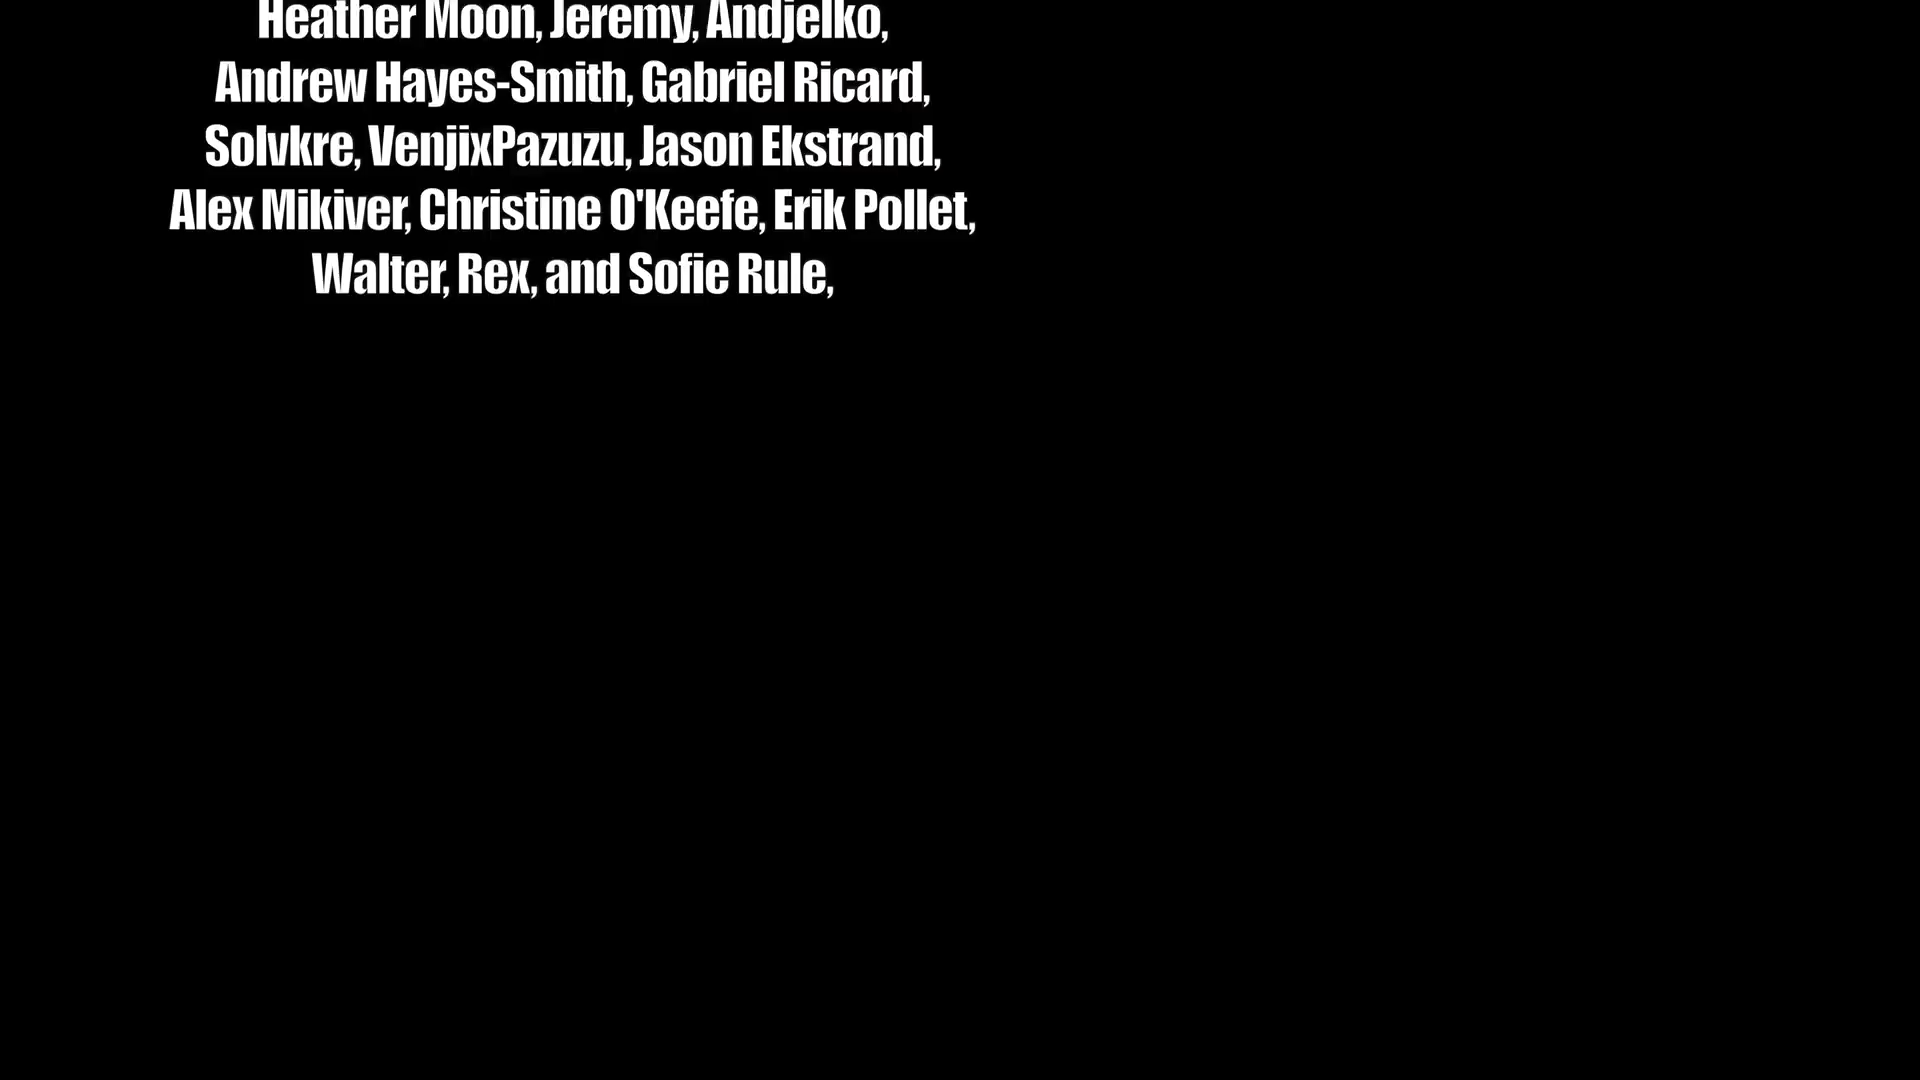 Heather Moon, Jeremy, Andjelko,
Andrew Hayes-Smith, Gabriel Ricard,
Solvkre, VenjixPazuzu, Jason Ekstrand,
Alex Mikiver, Christine O'Keefe, Erik Pollet,
Walter, Rex, and Sofie Rule,